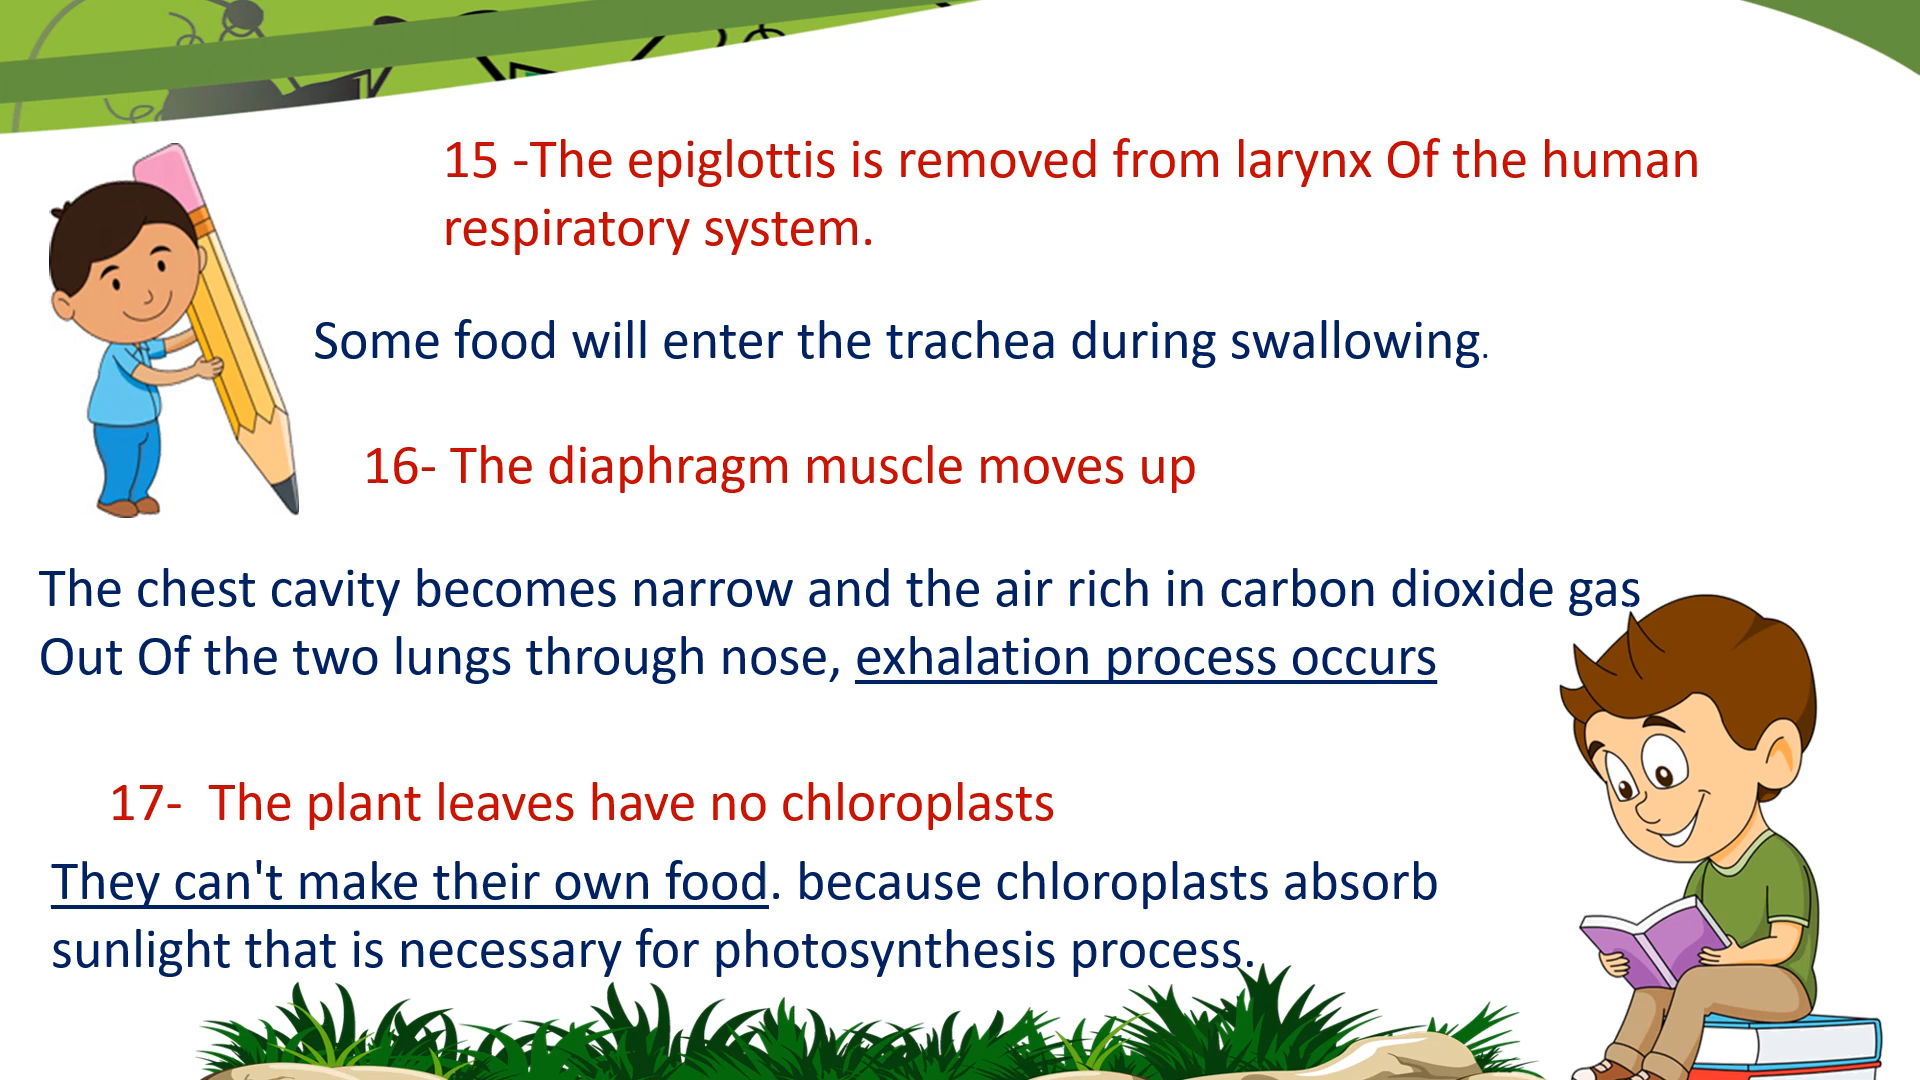 15 -The epiglottis is removed from larynx Of the human
respiratory system.
Some food will enter the trachea during swallowing.
16- The diaphragm muscle moves up
The chest cavity becomes narrow and the air rich in carbon dioxide gas
Out Of the two lungs through nose, exhalation process occurs
17-  The plant leaves have no chloroplasts
They can't make their own food. because chloroplasts absorb
sunlight that is necessary for photosynthesis process.